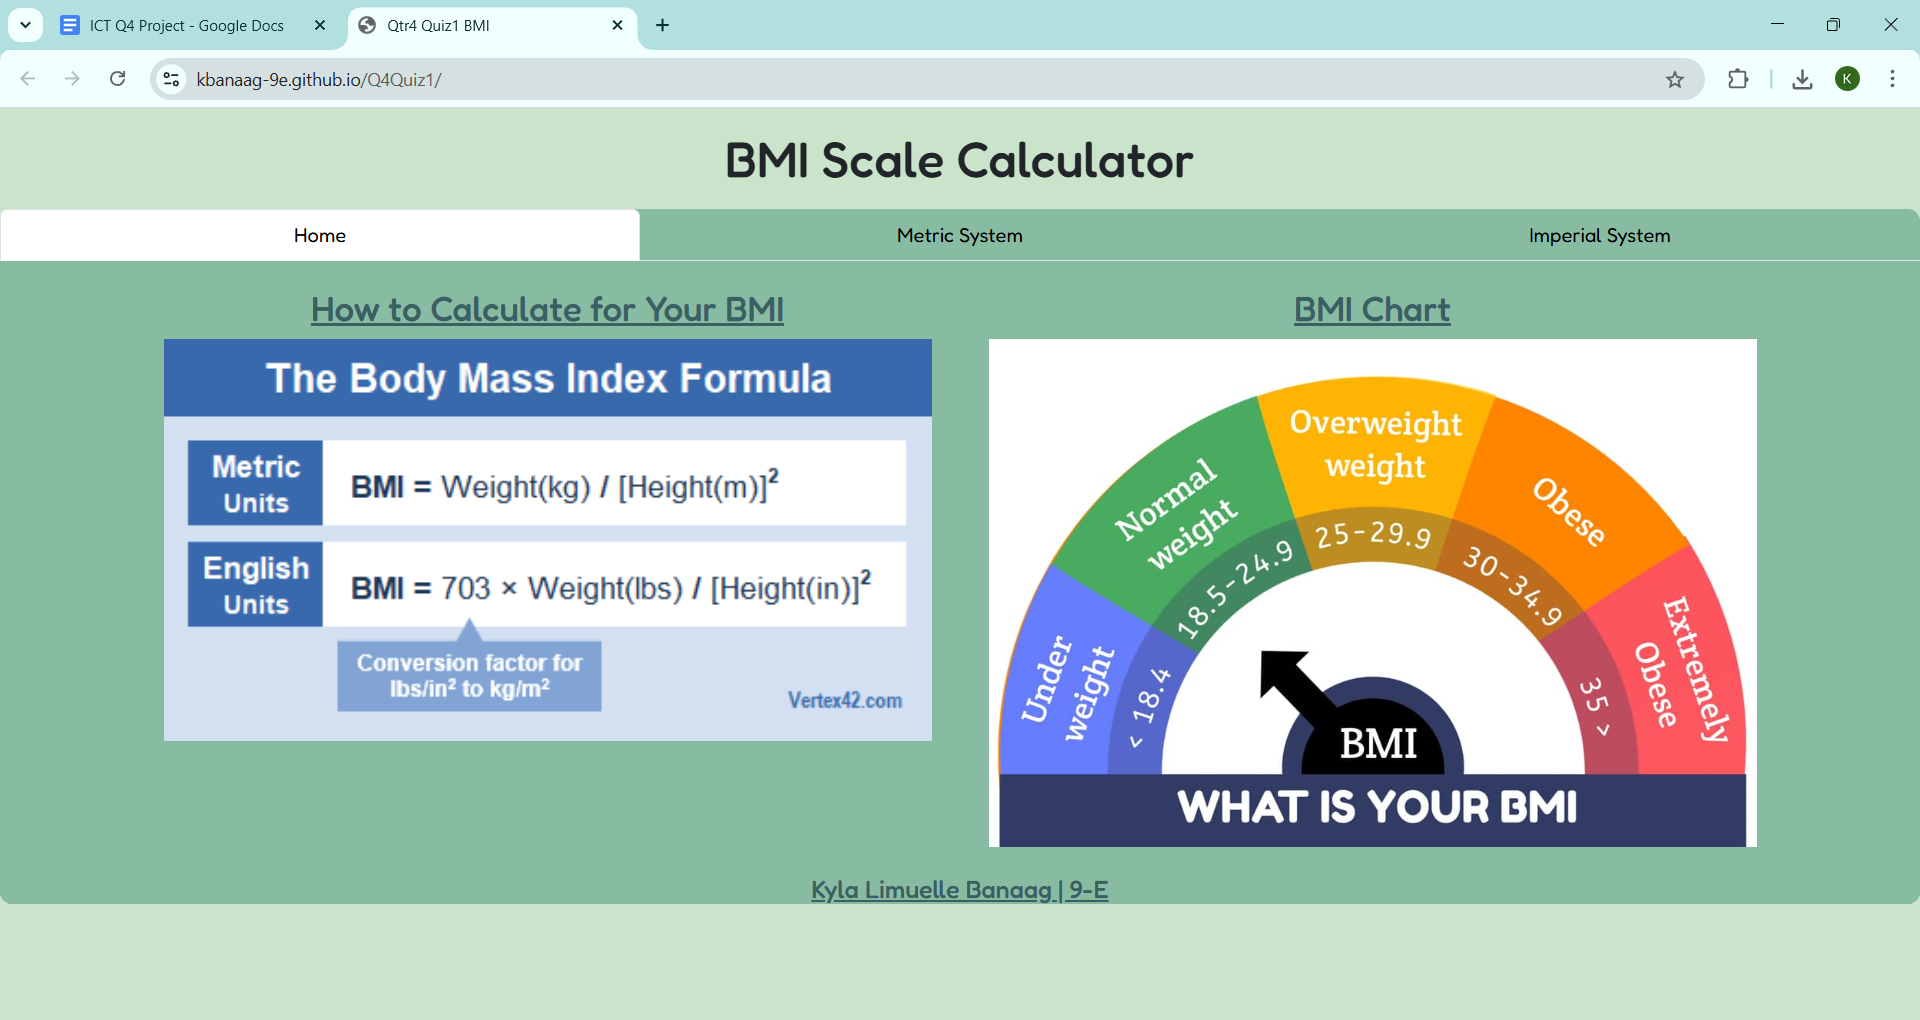 ICT Q4 Project - Google Docs
Qtr4 Quiz1 BMI
kbanaag-9e.github.io/Q4Quiz1/
K
BMI Scale Calculator
Home
Metric System
Imperial System
How to Calculate for Your BMI
The Body Mass Index Formula
Metric
Units
BMI = Weight(kg) / [Height(m)]²
English
Units
BMI = 703 × Weight(lbs) / [Height(in)]²
Conversion factor for
lbs/in² to kg/m²
Vertex42.com
BMI Chart
Under
weight
< 18.4
Normal
weight
18.5-24.9
Overweight
weight
25-29.9
Obese
30-34.9
Extremely
Obese
35 >
BMI
WHAT IS YOUR BMI
Kyla Limuelle Banaag | 9-E